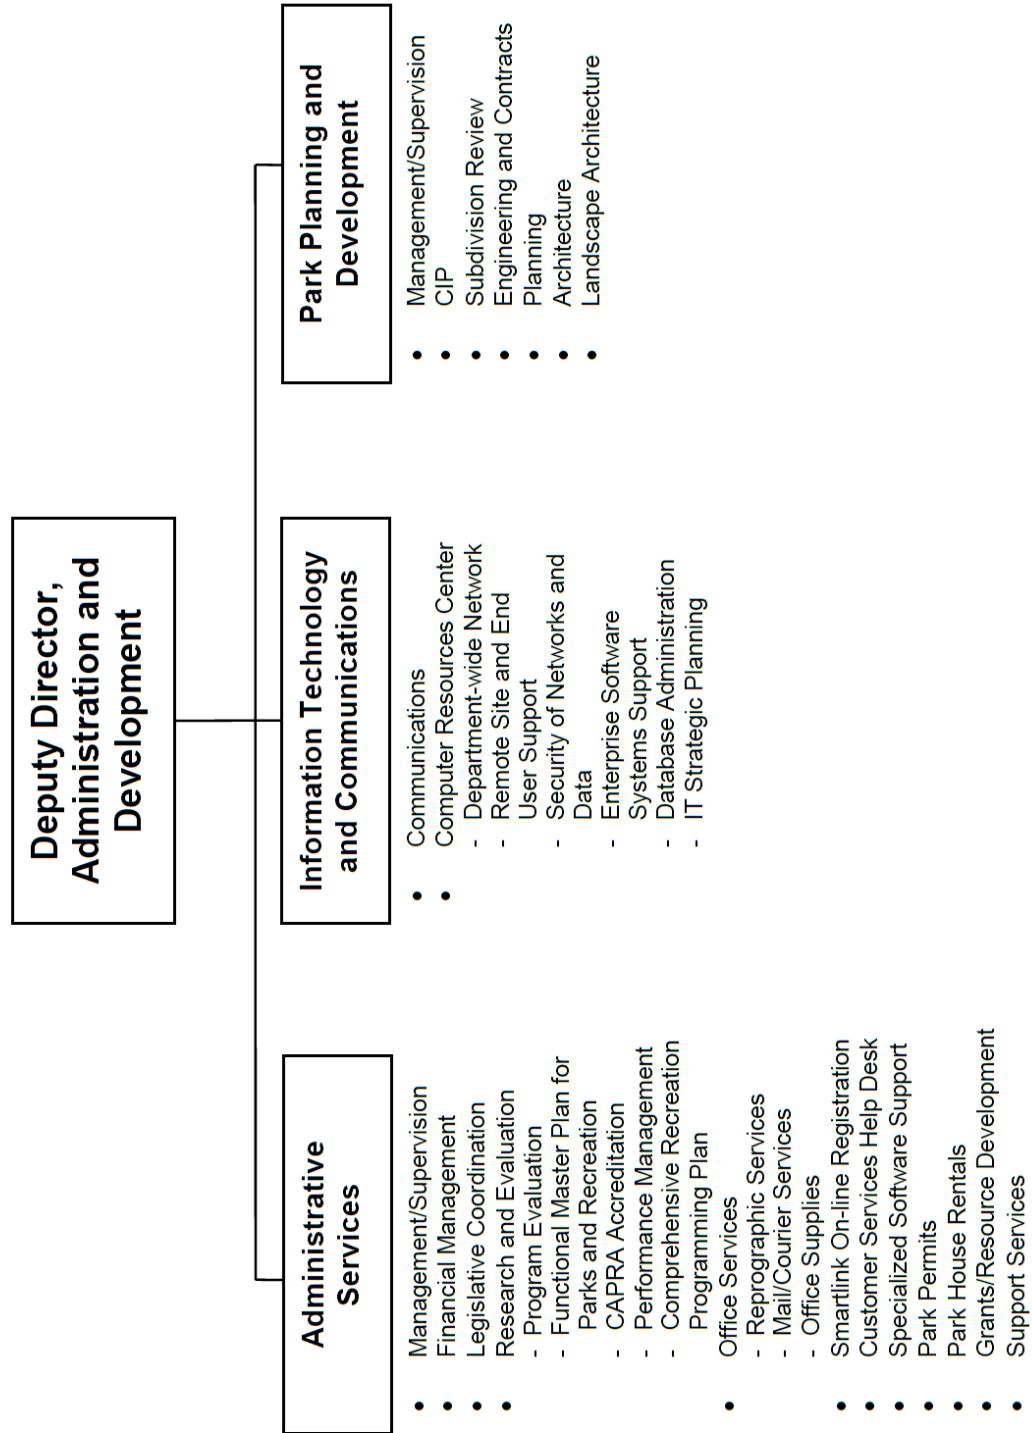 Deputy Director,
Administration and
Development
Administrative
Services
• Management/Supervision
• Financial Management
• Legislative Coordination
• Research and Evaluation
- Program Evaluation
- Functional Master Plan for
Parks and Recreation
- CAPRA Accreditation
- Performance Management
- Comprehensive Recreation
Programming Plan
• Office Services
- Reprographic Services
- Mail/Courier Services
- Office Supplies
• Smartlink On-line Registration
• Customer Services Help Desk
• Specialized Software Support
• Park Permits
• Park House Rentals
• Grants/Resource Development
• Support Services
Information Technology
and Communications
• Communications
• Computer Resources Center
- Department-wide Network
- Remote Site and End
User Support
- Security of Networks and
Data
- Enterprise Software
Systems Support
- Database Administration
- IT Strategic Planning
Park Planning and
Development
• Management/Supervision
• CIP
• Subdivision Review
• Engineering and Contracts
• Planning
• Architecture
• Landscape Architecture